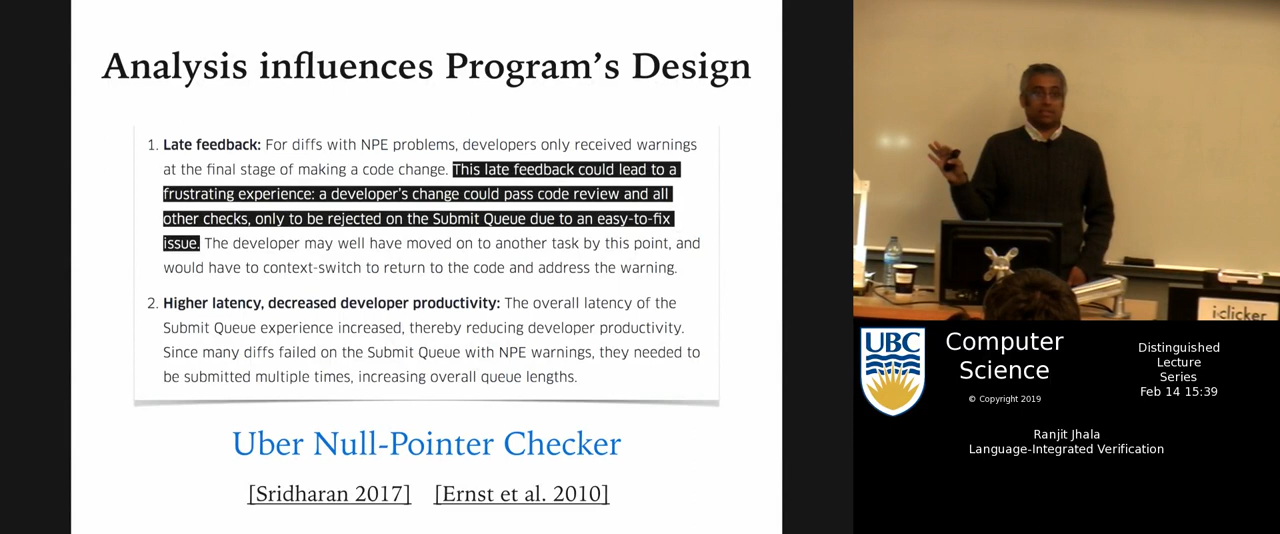 Analysis influences Program's Design
1. Late feedback: For diffs with NPE problems, developers only received warnings
at the final stage of making a code change. This late feedback could lead to a
frustrating experience: a developer's change could pass code review and all
other checks, only to be rejected on the Submit Queue due to an easy-to-fix
issue. The developer may well have moved on to another task by this point, and
would have to context-switch to return to the code and address the warning.
2. Higher latency, decreased developer productivity: The overall latency of the
Submit Queue experience increased, thereby reducing developer productivity.
Since many diffs failed on the Submit Queue with NPE warnings, they needed to
be submitted multiple times, increasing overall queue lengths.
Uber Null-Pointer Checker
[Sridharan 2017] [Ernst et al. 2010]
i>clicker
UBC
Computer
Science
© Copyright 2019
Distinguished
Lecture
Series
Feb 14 15:39
Ranjit Jhala
Language-Integrated Verification